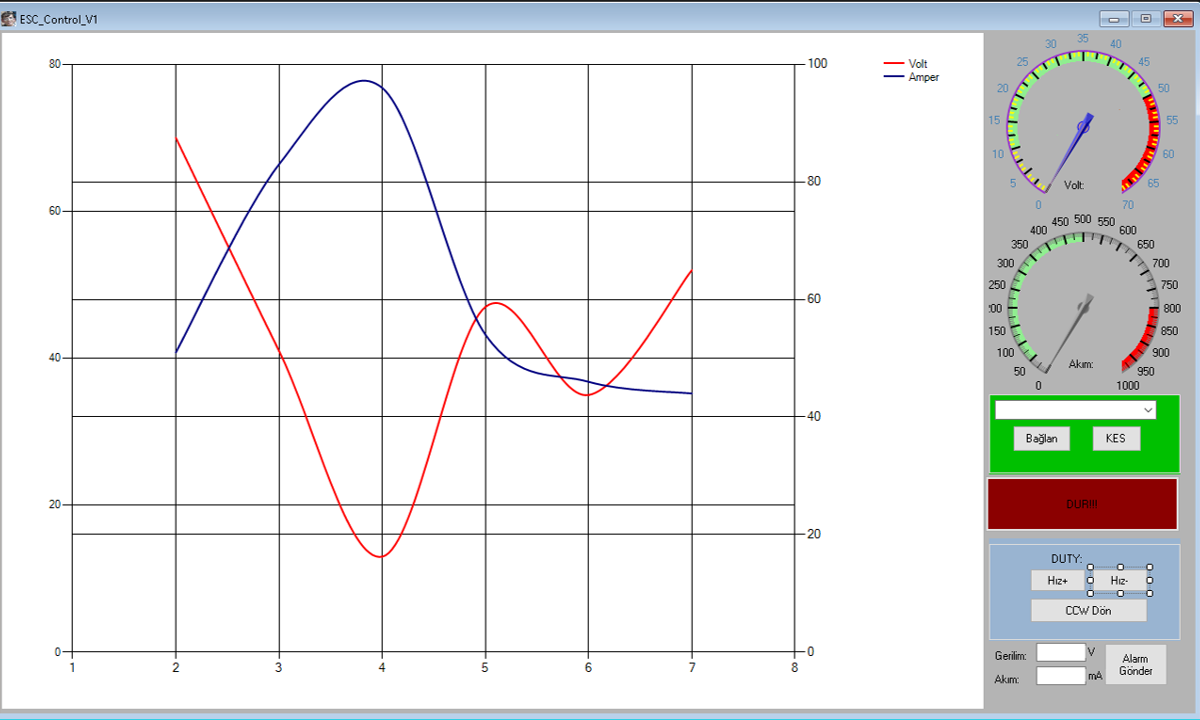 ESC_Control_V1
80
60
40
20
0
100
80
60
40
20
0
1 2 3 4 5 6 7 8
Volt
Amper
0 5 10 15 20 25 30 35 40 45 50 55 60 65 70
Volt:
0 50 100 150 200 250 300 350 400 450 500 550 600 650 700 750 800 850 900 950 1000
Akım:
Bağlan KES
DUR!!!
DUTY:
Hız+ Hız-
CCW Dön
Gerilim: V
Akım: mA
Alarm
Gönder